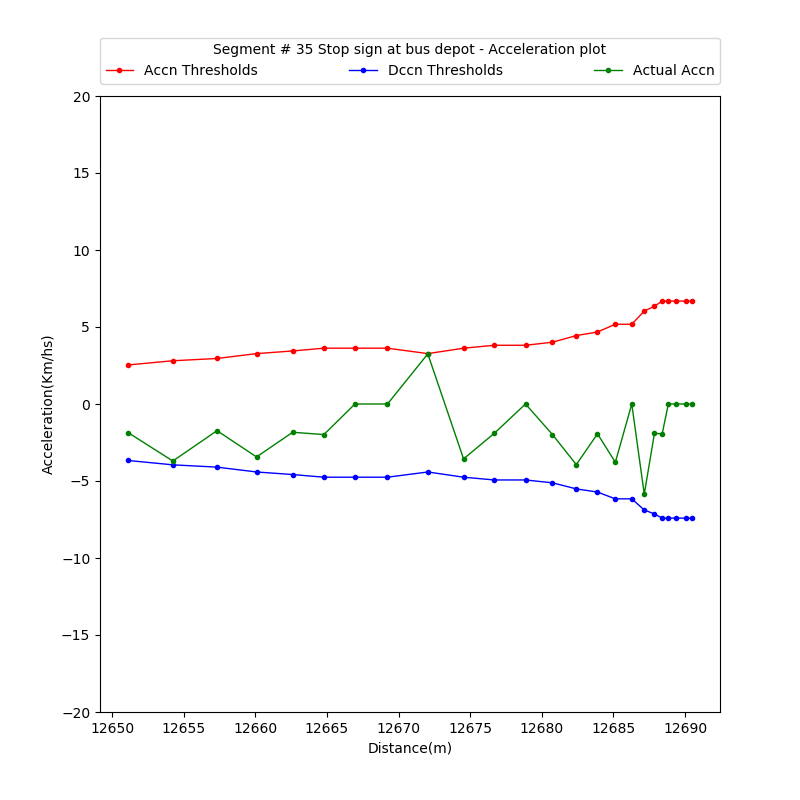 Segment # 35 Stop sign at bus depot - Acceleration plot
Accn Thresholds Dccn Thresholds Actual Accn
20
15
10
5
0
−5
−10
−15
−20
Acceleration(Km/hs)
12650 12655 12660 12665 12670 12675 12680 12685 12690
Distance(m)